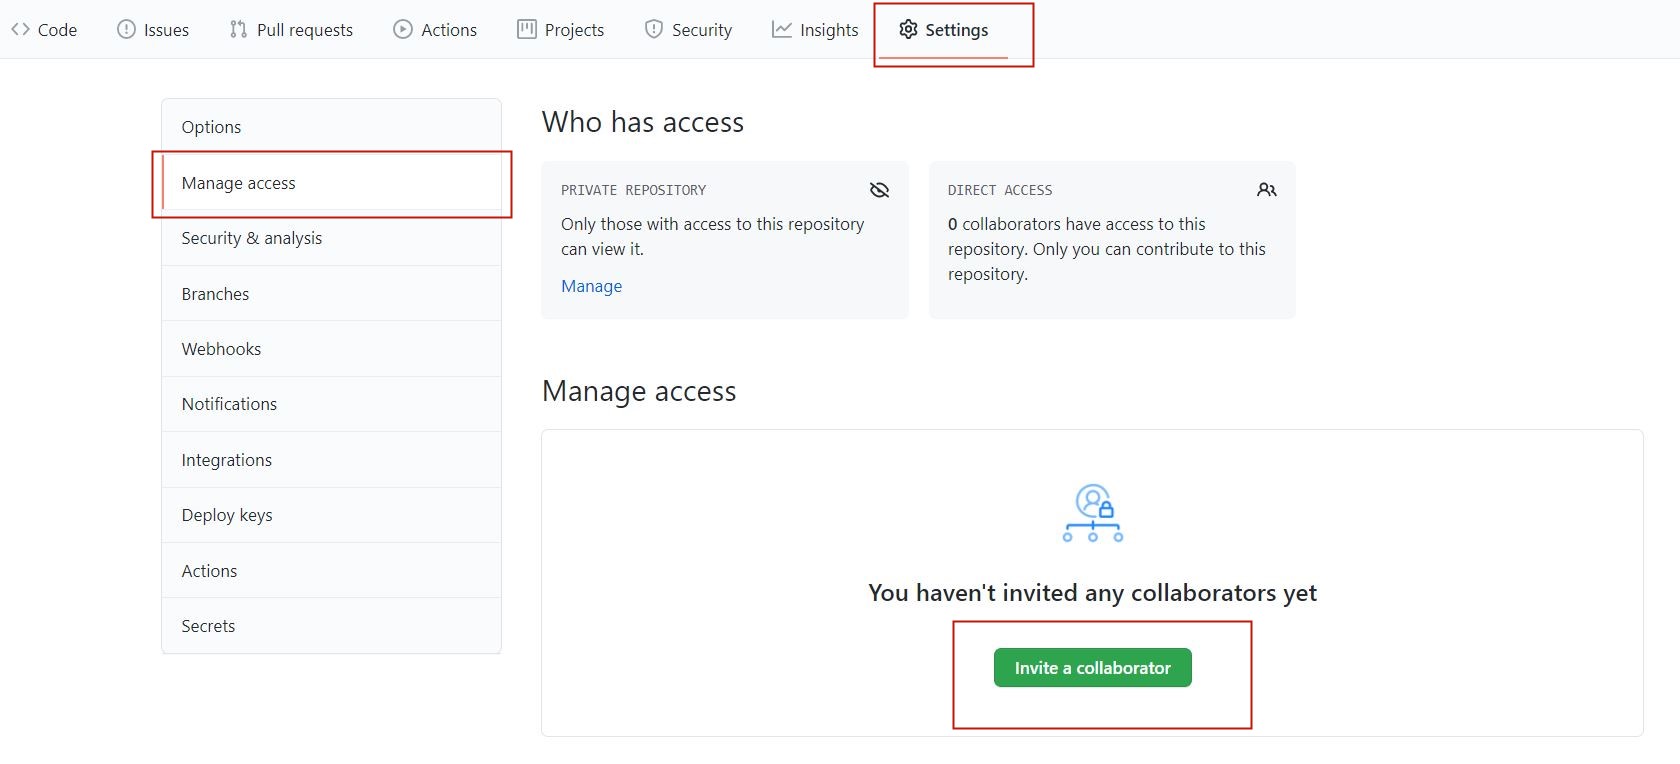 Code Issues Pull requests Actions Projects Security Insights Settings
Options
Manage access
Security & analysis
Branches
Webhooks
Notifications
Integrations
Deploy keys
Actions
Secrets
Who has access
PRIVATE REPOSITORY
Only those with access to this repository
can view it.
Manage
DIRECT ACCESS
0 collaborators have access to this
repository. Only you can contribute to this
repository.
Manage access
You haven't invited any collaborators yet
Invite a collaborator